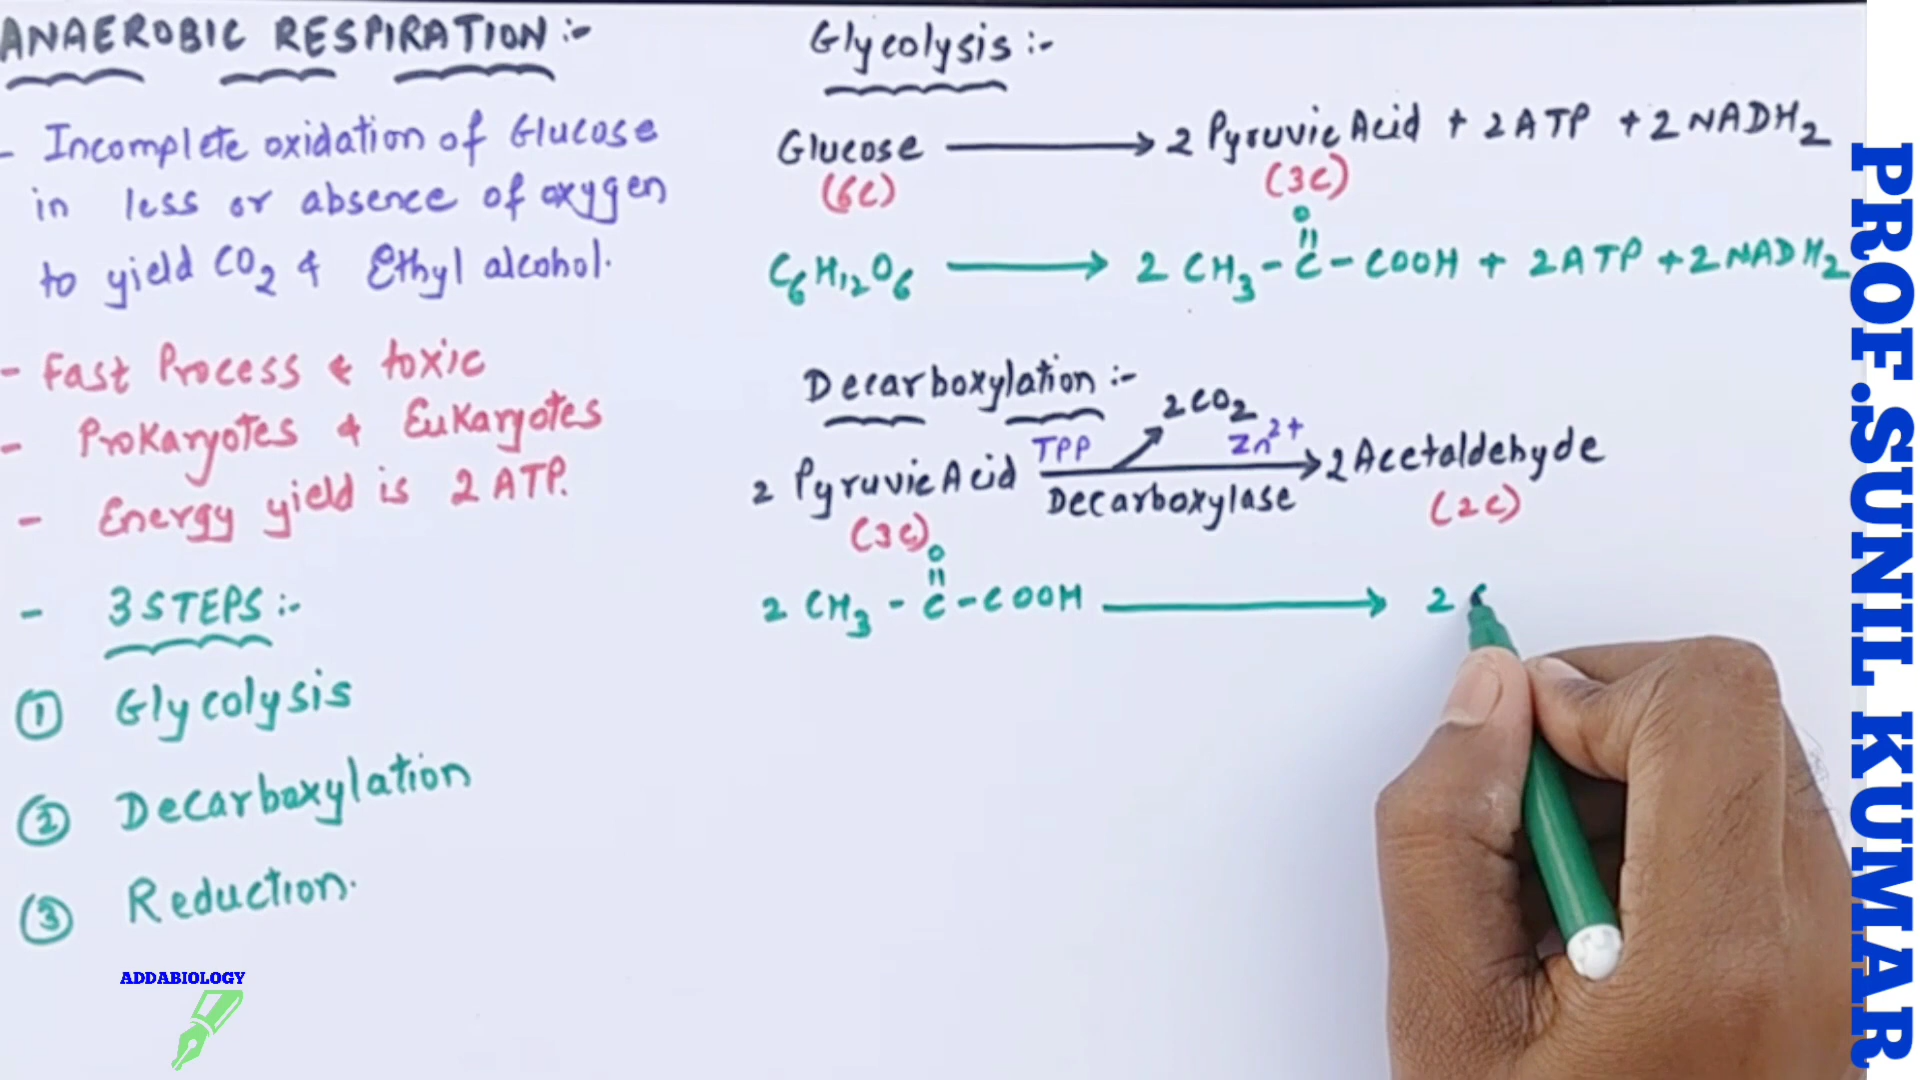 ANAEROBIC RESPIRATION:-
- Incomplete oxidation of Glucose
in less or absence of oxygen
to yield CO2 & Ethyl alcohol.
- Fast Process & toxic
- Prokaryotes & Eukaryotes
- Energy yield is 2 ATP.
- 3 STEPS:-
① Glycolysis
② Decarboxylation
③ Reduction.
ADDABIOLOGY
Glycolysis:-
Glucose ⟶ 2 Pyruvic Acid + 2 ATP + 2 NADH2
(6C) (3C)
O
C6H12O6 ⟶ 2 CH3 - C - COOH + 2 ATP + 2 NADH2
Decarboxylation:-
2CO2
TPP Zn2+
2 Pyruvic Acid ⟶ 2 Acetaldehyde
Decarboxylase
(3C) (2C)
O
2 CH3 - C - COOH ⟶ 2 C
PROF.SUNIL KUMAR